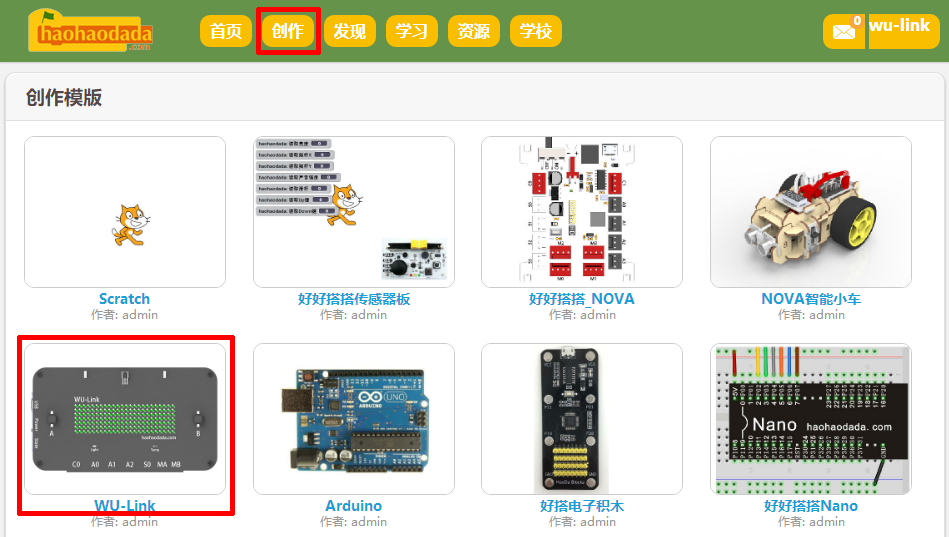 haohaodada
.com
首页 创作 发现 学习 资源 学校
0
wu-link
创作模版
Scratch
作者: admin
好好搭搭传感器板
作者: admin
好好搭搭_NOVA
作者: admin
NOVA智能小车
作者: admin
WU-Link
haohaodada.com
A B
C0 A0 A1 A2 S0 MA MB
UNO
ARDUINO
Nano haohaodada.com
WU-Link
作者: admin
Arduino
作者: admin
好搭电子积木
作者: admin
好好搭搭Nano
作者: admin